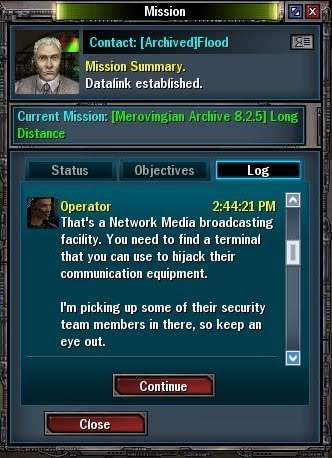 Mission
Contact: [Archived]Flood
Mission Summary.
Datalink established.
Current Mission: [Merovingian Archive 8.2.5] Long
Distance
Status
Objectives
Log
Operator 2:44:21 PM
That's a Network Media broadcasting
facility. You need to find a terminal
that you can use to hijack their
communication equipment.
I'm picking up some of their security
team members in there, so keep an
eye out.
Continue
Close